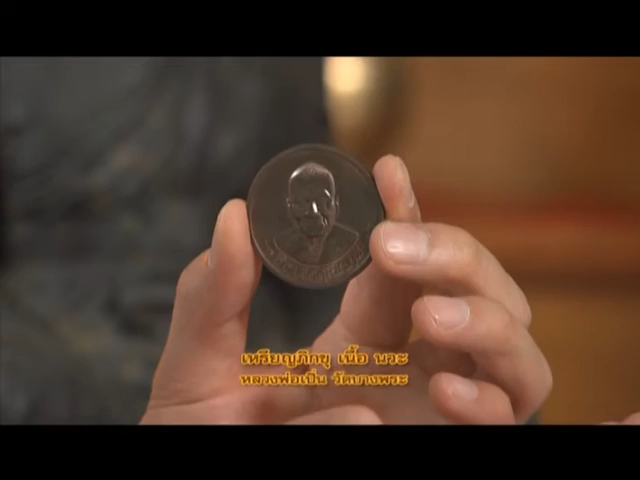 เหรียญภิกขุ เนื้อ นวะ
หลวงพ่อเปิ่น วัดบางพระ